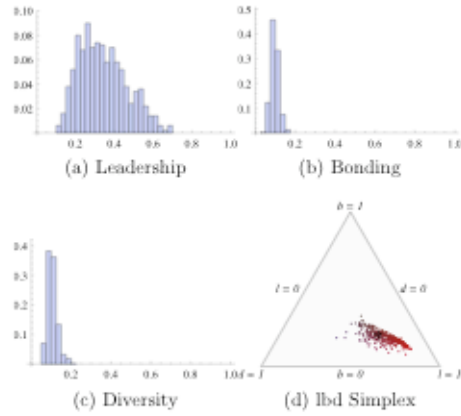 0.10
0.08
0.06
0.04
0.02
0.2 0.4 0.6 0.8 1.0
(a) Leadership
0.5
0.4
0.3
0.2
0.1
0.2 0.4 0.6 0.8 1.0
(b) Bonding
0.4
0.3
0.2
0.1
0.2 0.4 0.6 0.8 1.0
(c) Diversity
b = 1
l = 0 d = 0
d = 1 b = 0 l = 1
(d) lbd Simplex